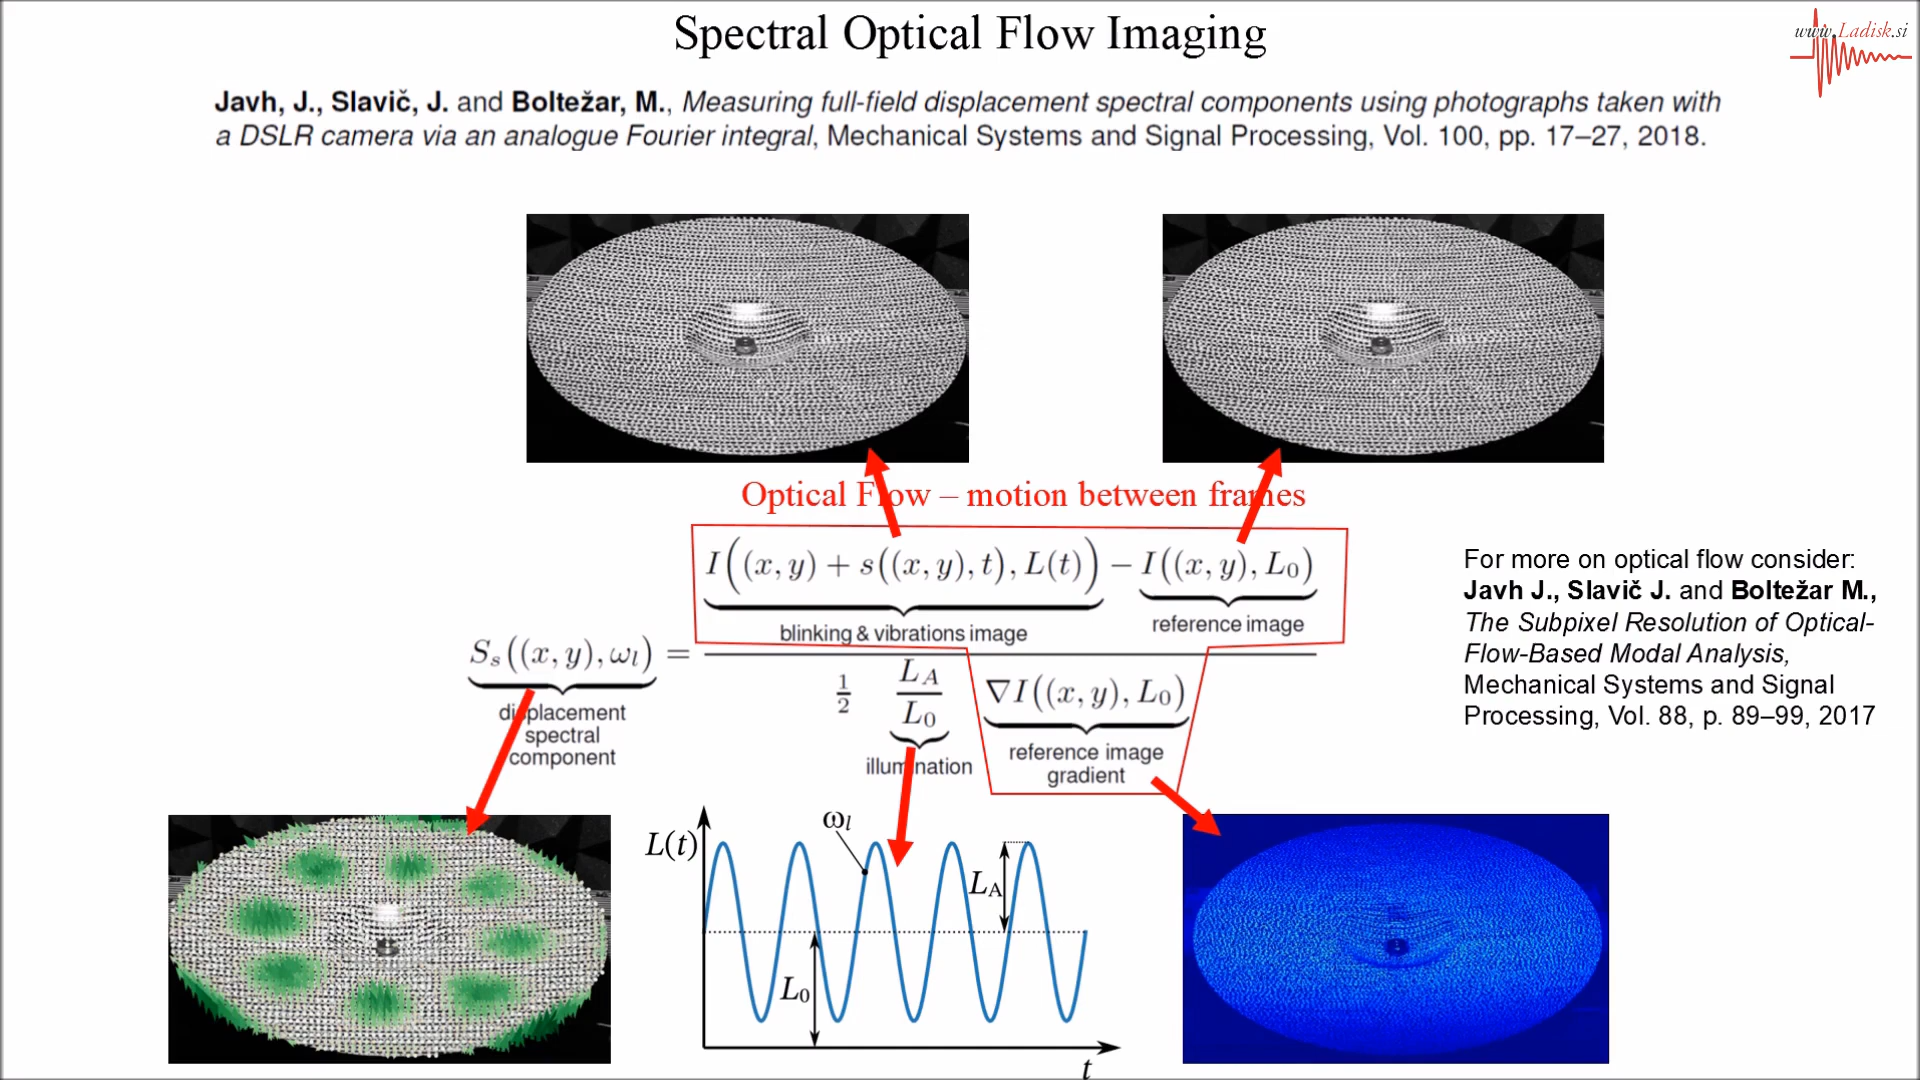 Spectral Optical Flow Imaging
www.Ladisk.si
Javh, J., Slavič, J. and Boltežar, M., Measuring full-field displacement spectral components using photographs taken with
a DSLR camera via an analogue Fourier integral, Mechanical Systems and Signal Processing, Vol. 100, pp. 17–27, 2018.
Optical Flow – motion between frames
I((x, y) + s((x, y), t), L(t)) − I((x, y), L₀)
blinking & vibrations image
reference image
Sₛ((x, y), ωₗ) =
displacement
spectral
component
1/2 L_A/L₀ ∇I((x, y), L₀)
illumination
reference image
gradient
For more on optical flow consider:
Javh J., Slavič J. and Boltežar M.,
The Subpixel Resolution of Optical-
Flow-Based Modal Analysis,
Mechanical Systems and Signal
Processing, Vol. 88, p. 89–99, 2017
L(t)
ωₗ
L_A
L₀
t